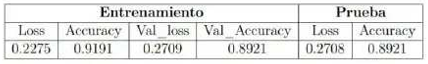 Entrenamiento Prueba
Loss Accuracy Val_loss Val_Accuracy Loss Accuracy
0.2275 0.9191 0.2709 0.8921 0.2708 0.8921